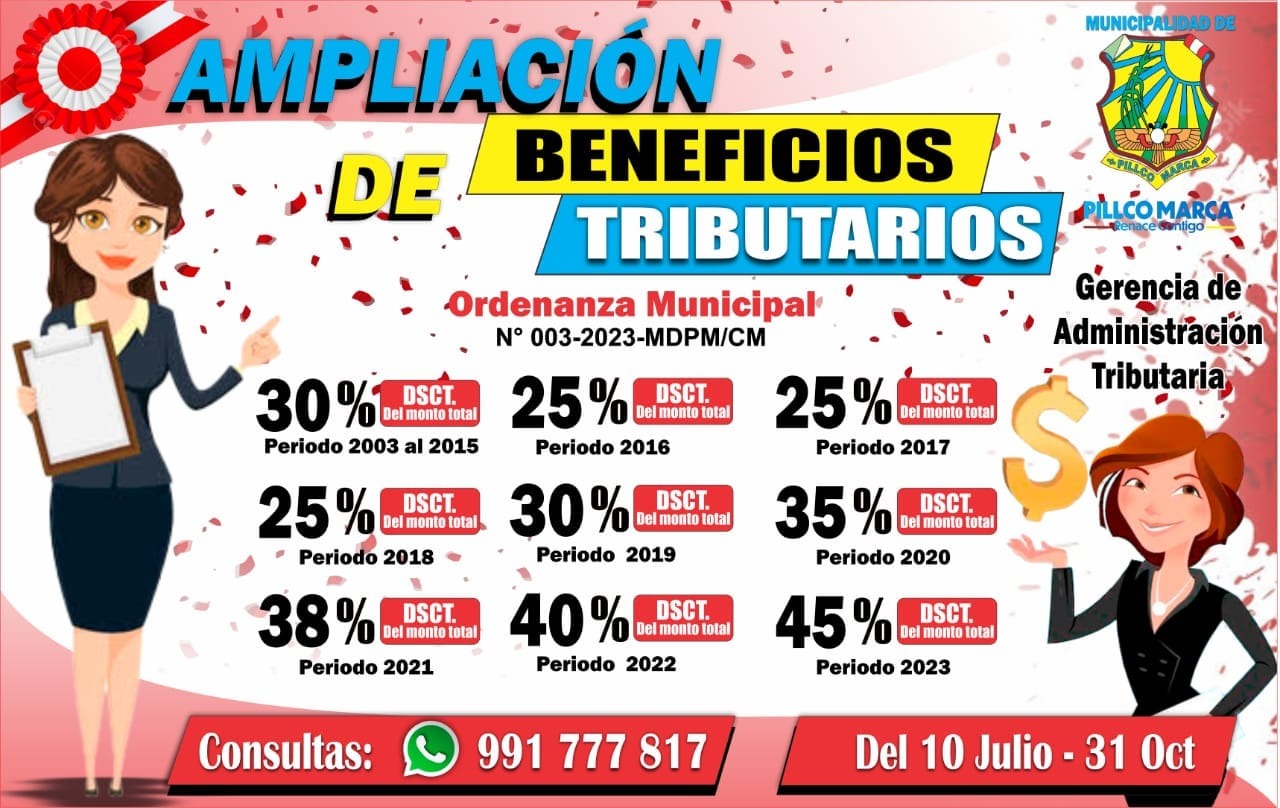 AMPLIACIÓN
DE BENEFICIOS
TRIBUTARIOS
MUNICIPALIDAD DE
PILLCO MARCA
PILLCO MARCA
Renace Contigo
Gerencia de
Administración
Tributaria
Ordenanza Municipal
N° 003-2023-MDPM/CM
30% DSCT.
Del monto total
Periodo 2003 al 2015
25% DSCT.
Del monto total
Periodo 2016
25% DSCT.
Del monto total
Periodo 2017
25% DSCT.
Del monto total
Periodo 2018
30% DSCT.
Del monto total
Periodo 2019
35% DSCT.
Del monto total
Periodo 2020
38% DSCT.
Del monto total
Periodo 2021
40% DSCT.
Del monto total
Periodo 2022
45% DSCT.
Del monto total
Periodo 2023
$
Consultas: 991 777 817
Del 10 Julio - 31 Oct